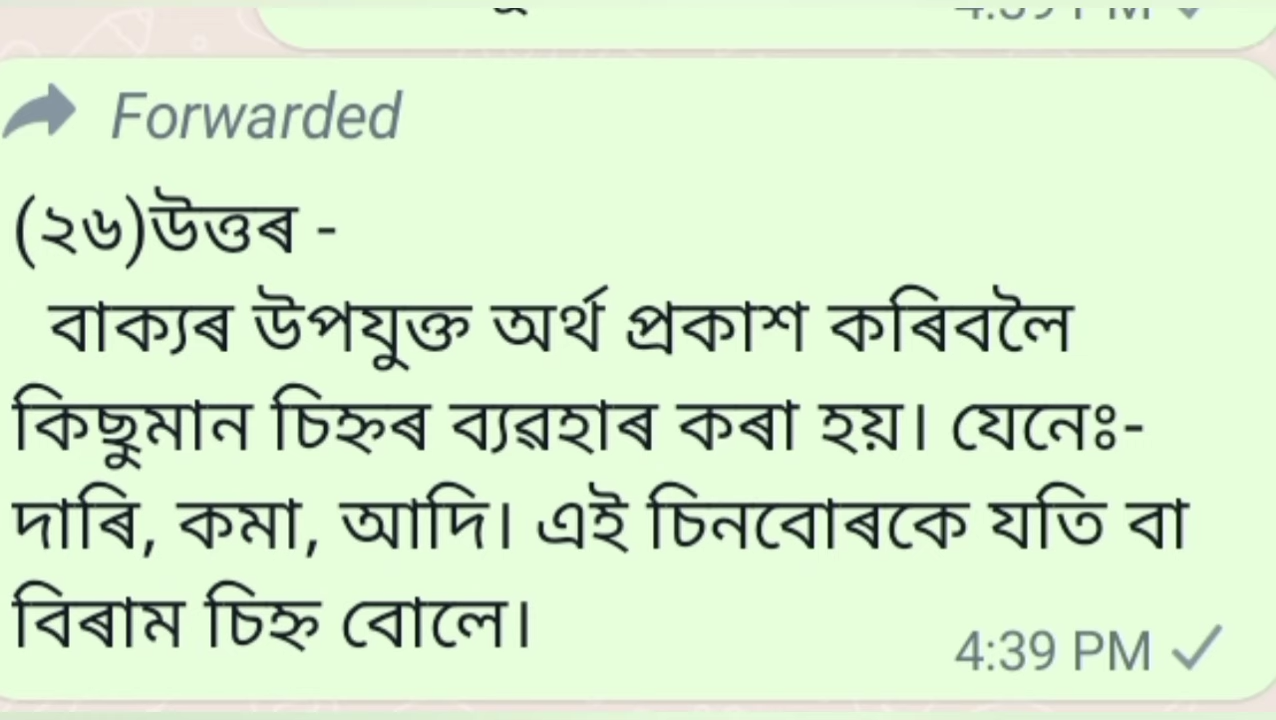 Forwarded
(২৬)উত্তৰ -
বাক্যৰ উপযুক্ত অৰ্থ প্ৰকাশ কৰিবলৈ
কিছুমান চিহ্নৰ ব্যৱহাৰ কৰা হয়। যেনেঃ-
দাৰি, কমা, আদি। এই চিনবোৰকে যতি বা
বিৰাম চিহ্ন বোলে।
4:39 PM